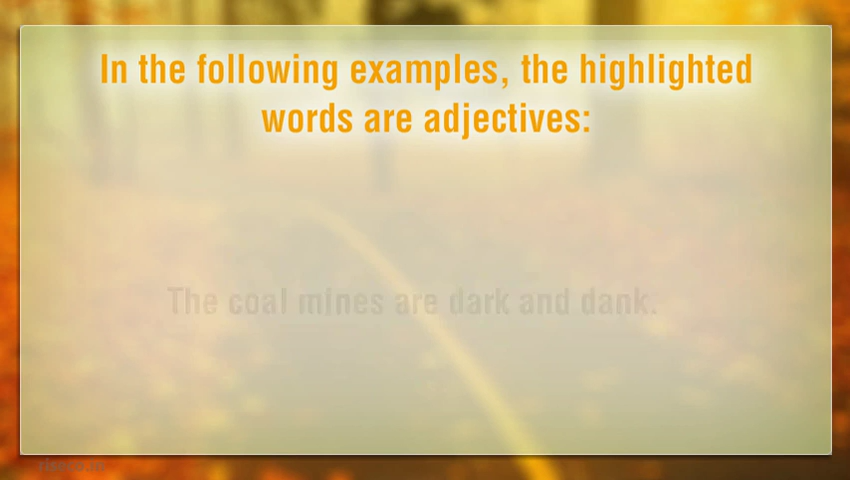 In the following examples, the highlighted
words are adjectives:
The coal mines are dark and dank.